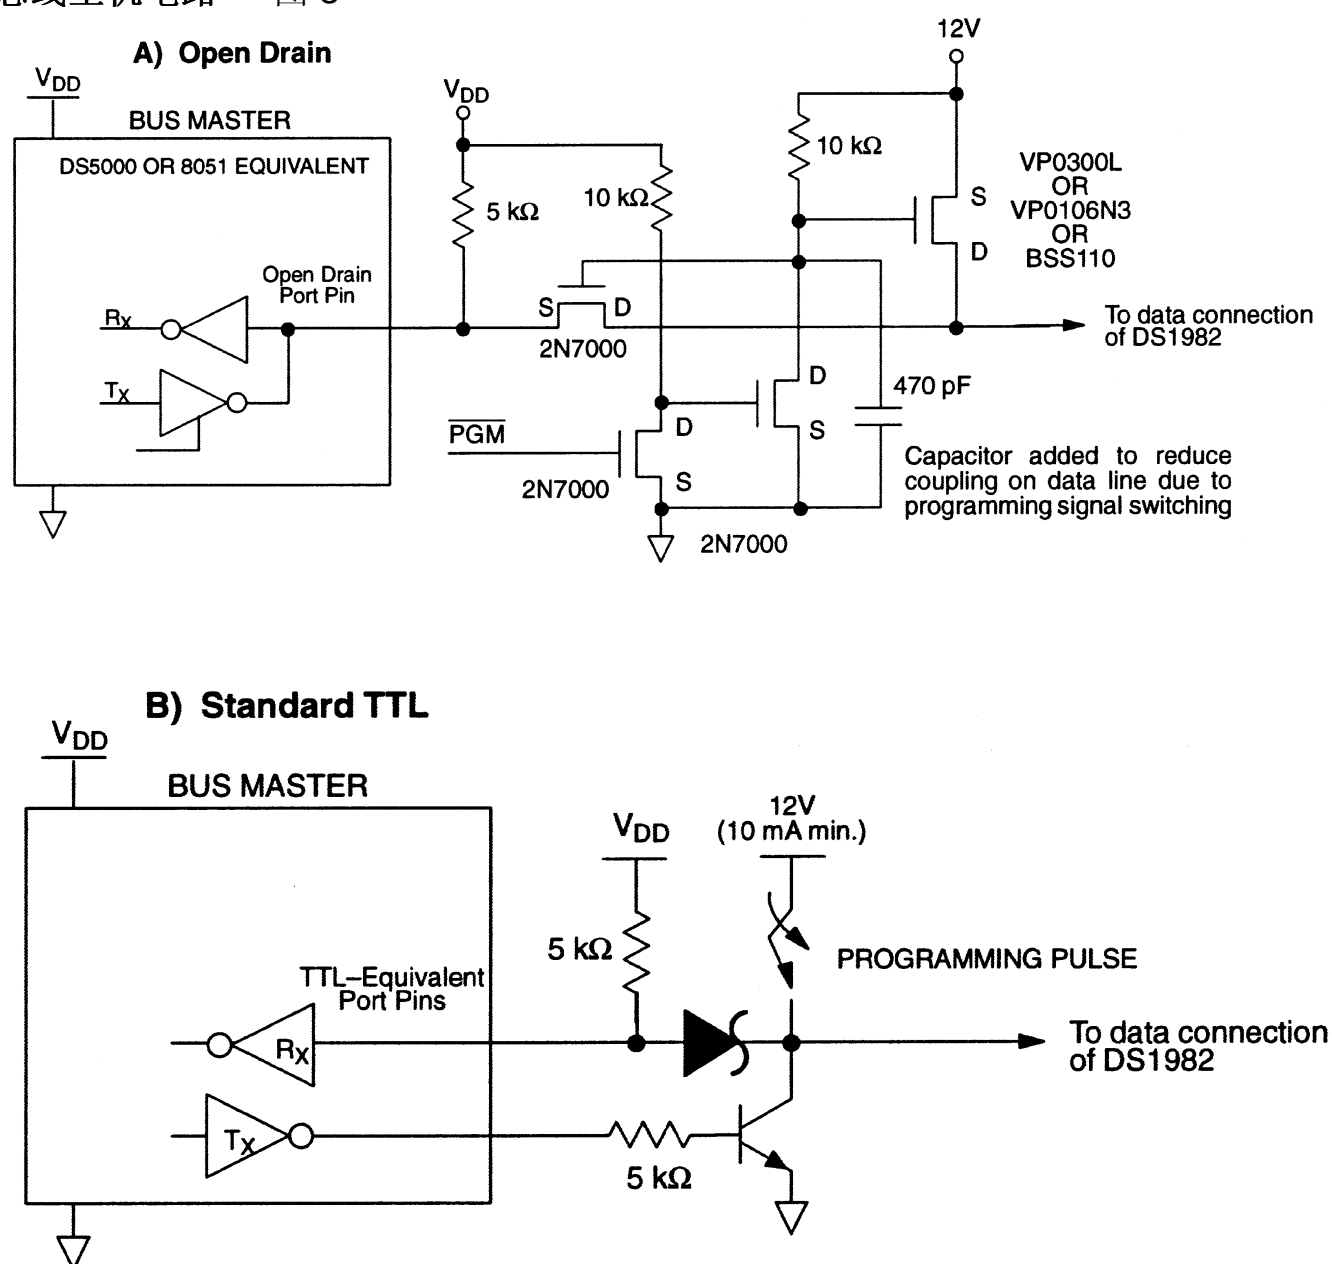 A) Open Drain
VDD
BUS MASTER
DS5000 OR 8051 EQUIVALENT
Open Drain
Port Pin
RX
TX
VDD
5 kΩ
10 kΩ
S
D
2N7000
PGM
D
S
2N7000
12V
10 kΩ
S
D
VP0300L
OR
VP0106N3
OR
BSS110
To data connection
of DS1982
D
S
470 pF
2N7000
Capacitor added to reduce
coupling on data line due to
programming signal switching
B) Standard TTL
VDD
BUS MASTER
TTL–Equivalent
Port Pins
RX
TX
VDD
5 kΩ
12V
(10 mA min.)
PROGRAMMING PULSE
To data connection
of DS1982
5 kΩ